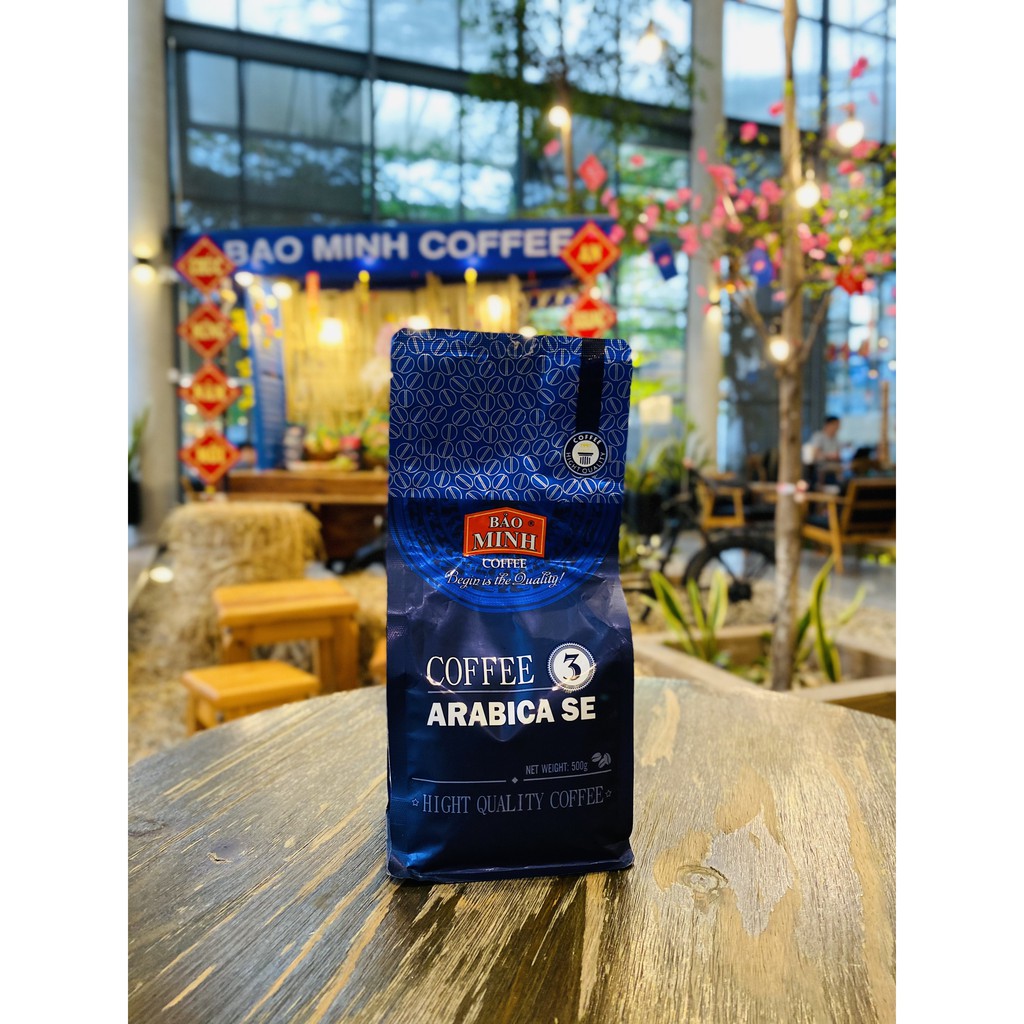 BAO MINH COFFEE
COFFEE
HIGHT QUALITY
BẢO
MINH
®
COFFEE
Begin is the Quality!
COFFEE 3
ARABICA SE
NET WEIGHT: 500g
HIGHT QUALITY COFFEE